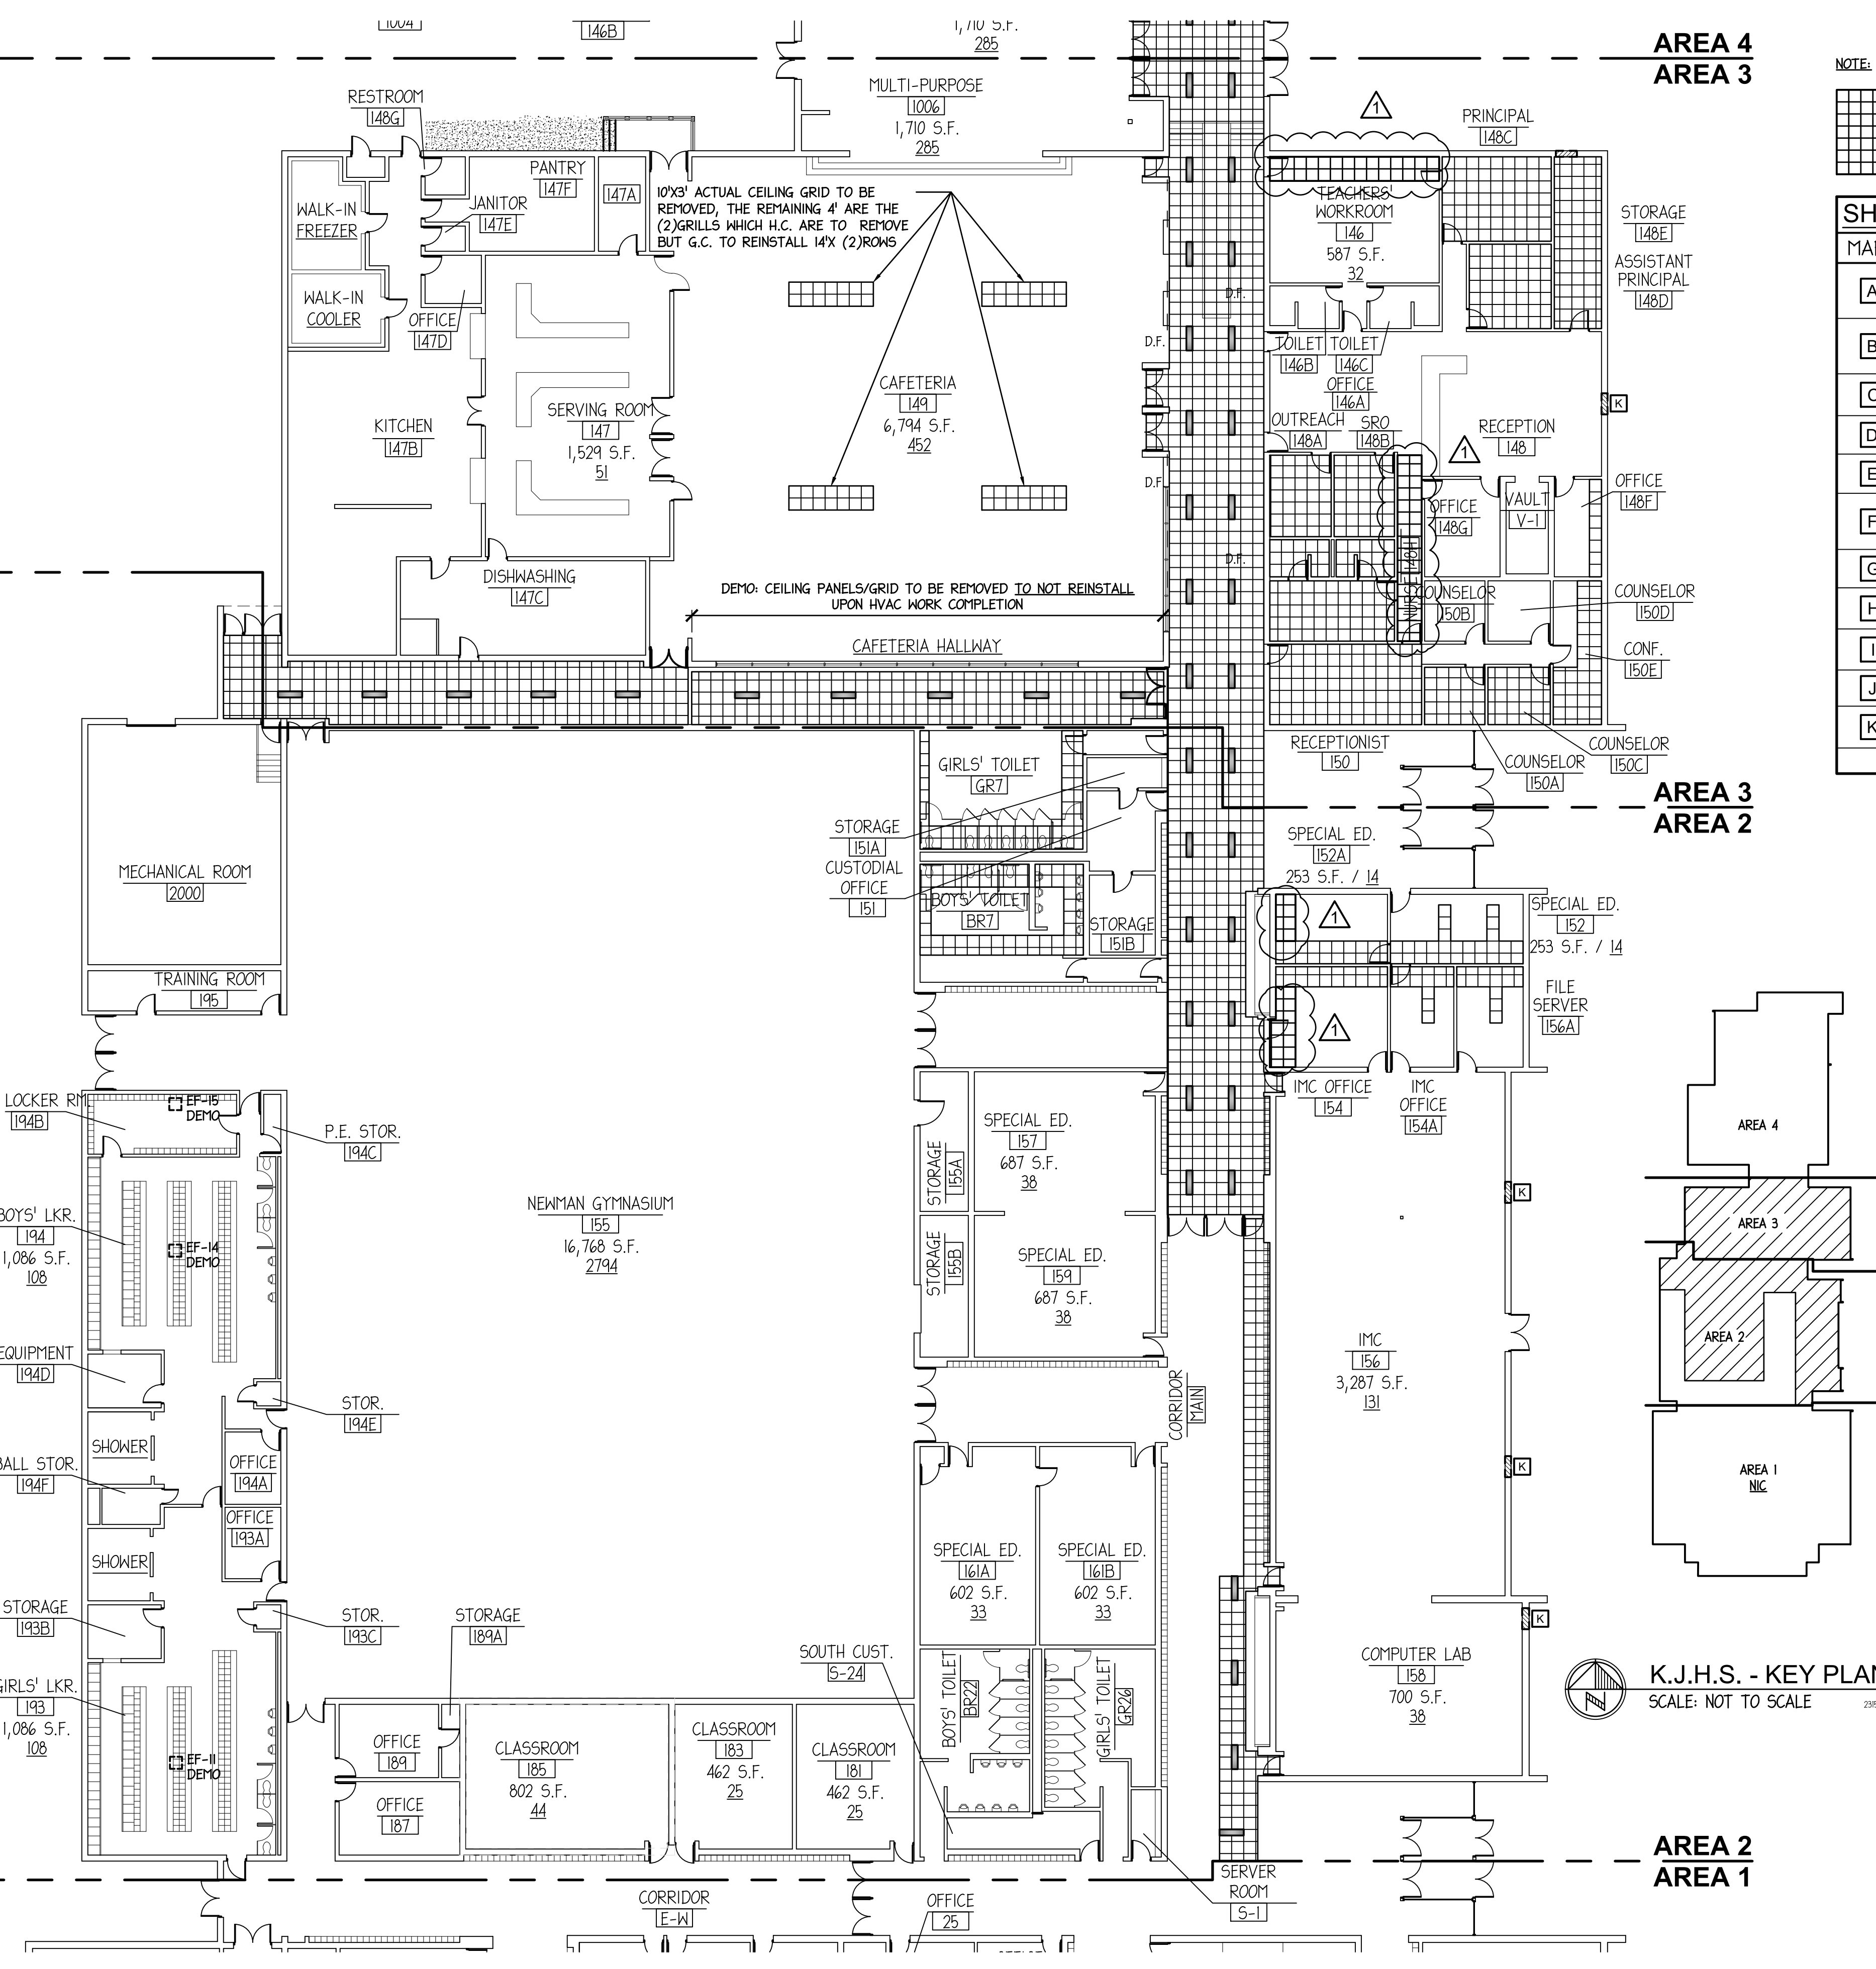 1004
146B
1,710 S.F.
285
AREA 4
AREA 3
NOTE:
RESTROOM
148G
MULTI-PURPOSE
1006
1,710 S.F.
285
1
PRINCIPAL
148C
PANTRY
147F
147A
JANITOR
147E
WALK-IN
FREEZER
10'X3' ACTUAL CEILING GRID TO BE
REMOVED, THE REMAINING 4' ARE THE
(2)GRILLS WHICH H.C. ARE TO REMOVE
BUT G.C. TO REINSTALL 14'X (2)ROWS
TEACHERS'
WORKROOM
146
587 S.F.
32
STORAGE
148E
ASSISTANT
PRINCIPAL
148D
SH
MA
A
B
C
D
E
F
G
H
I
J
K
WALK-IN
COOLER
OFFICE
147D
D.F.
D.F.
TOILET
146B
TOILET
146C
OFFICE
146A
CAFETERIA
149
6,794 S.F.
452
SERVING ROOM
147
1,529 S.F.
51
KITCHEN
147B
K
OUTREACH
148A
SRO
148B
RECEPTION
148
1
D.F.
D.F.
OFFICE
148G
VAULT
V-1
OFFICE
148F
NURSE 148H
DISHWASHING
147C
DEMO: CEILING PANELS/GRID TO BE REMOVED TO NOT REINSTALL
UPON HVAC WORK COMPLETION
COUNSELOR
150B
COUNSELOR
150D
CAFETERIA HALLWAY
CONF.
150E
RECEPTIONIST
150
COUNSELOR
150A
COUNSELOR
150C
AREA 3
AREA 2
GIRLS' TOILET
GR7
STORAGE
151A
CUSTODIAL
OFFICE
151
BOYS' TOILET
BR7
STORAGE
151B
MECHANICAL ROOM
2000
SPECIAL ED.
152A
253 S.F. / 14
1
SPECIAL ED.
152
253 S.F. / 14
TRAINING ROOM
195
1
FILE
SERVER
156A
IMC OFFICE
154
IMC
OFFICE
154A
LOCKER RM.
194B
EF-15
DEMO
P.E. STOR.
194C
SPECIAL ED.
157
687 S.F.
38
STORAGE
155A
AREA 4
K
BOYS' LKR.
194
1,086 S.F.
108
EF-14
DEMO
NEWMAN GYMNASIUM
155
16,768 S.F.
2794
STORAGE
155B
SPECIAL ED.
159
687 S.F.
38
AREA 3
AREA 2
EQUIPMENT
194D
STOR.
194E
CORRIDOR
MAIN
IMC
156
3,287 S.F.
131
SHOWER
BALL STOR.
194F
OFFICE
194A
K
AREA 1
NIC
OFFICE
193A
SHOWER
SPECIAL ED.
161A
602 S.F.
33
SPECIAL ED.
161B
602 S.F.
33
STORAGE
193B
STOR.
193C
STORAGE
189A
K
SOUTH CUST.
S-24
BOYS' TOILET
BR22
GIRLS' TOILET
GR26
COMPUTER LAB
158
700 S.F.
38
K.J.H.S. - KEY PLAN
SCALE: NOT TO SCALE
N
GIRLS' LKR.
193
1,086 S.F.
108
EF-11
DEMO
OFFICE
189
OFFICE
187
CLASSROOM
185
802 S.F.
44
CLASSROOM
183
462 S.F.
25
CLASSROOM
181
462 S.F.
25
AREA 2
AREA 1
SERVER
ROOM
S-1
CORRIDOR
E-W
OFFICE
25